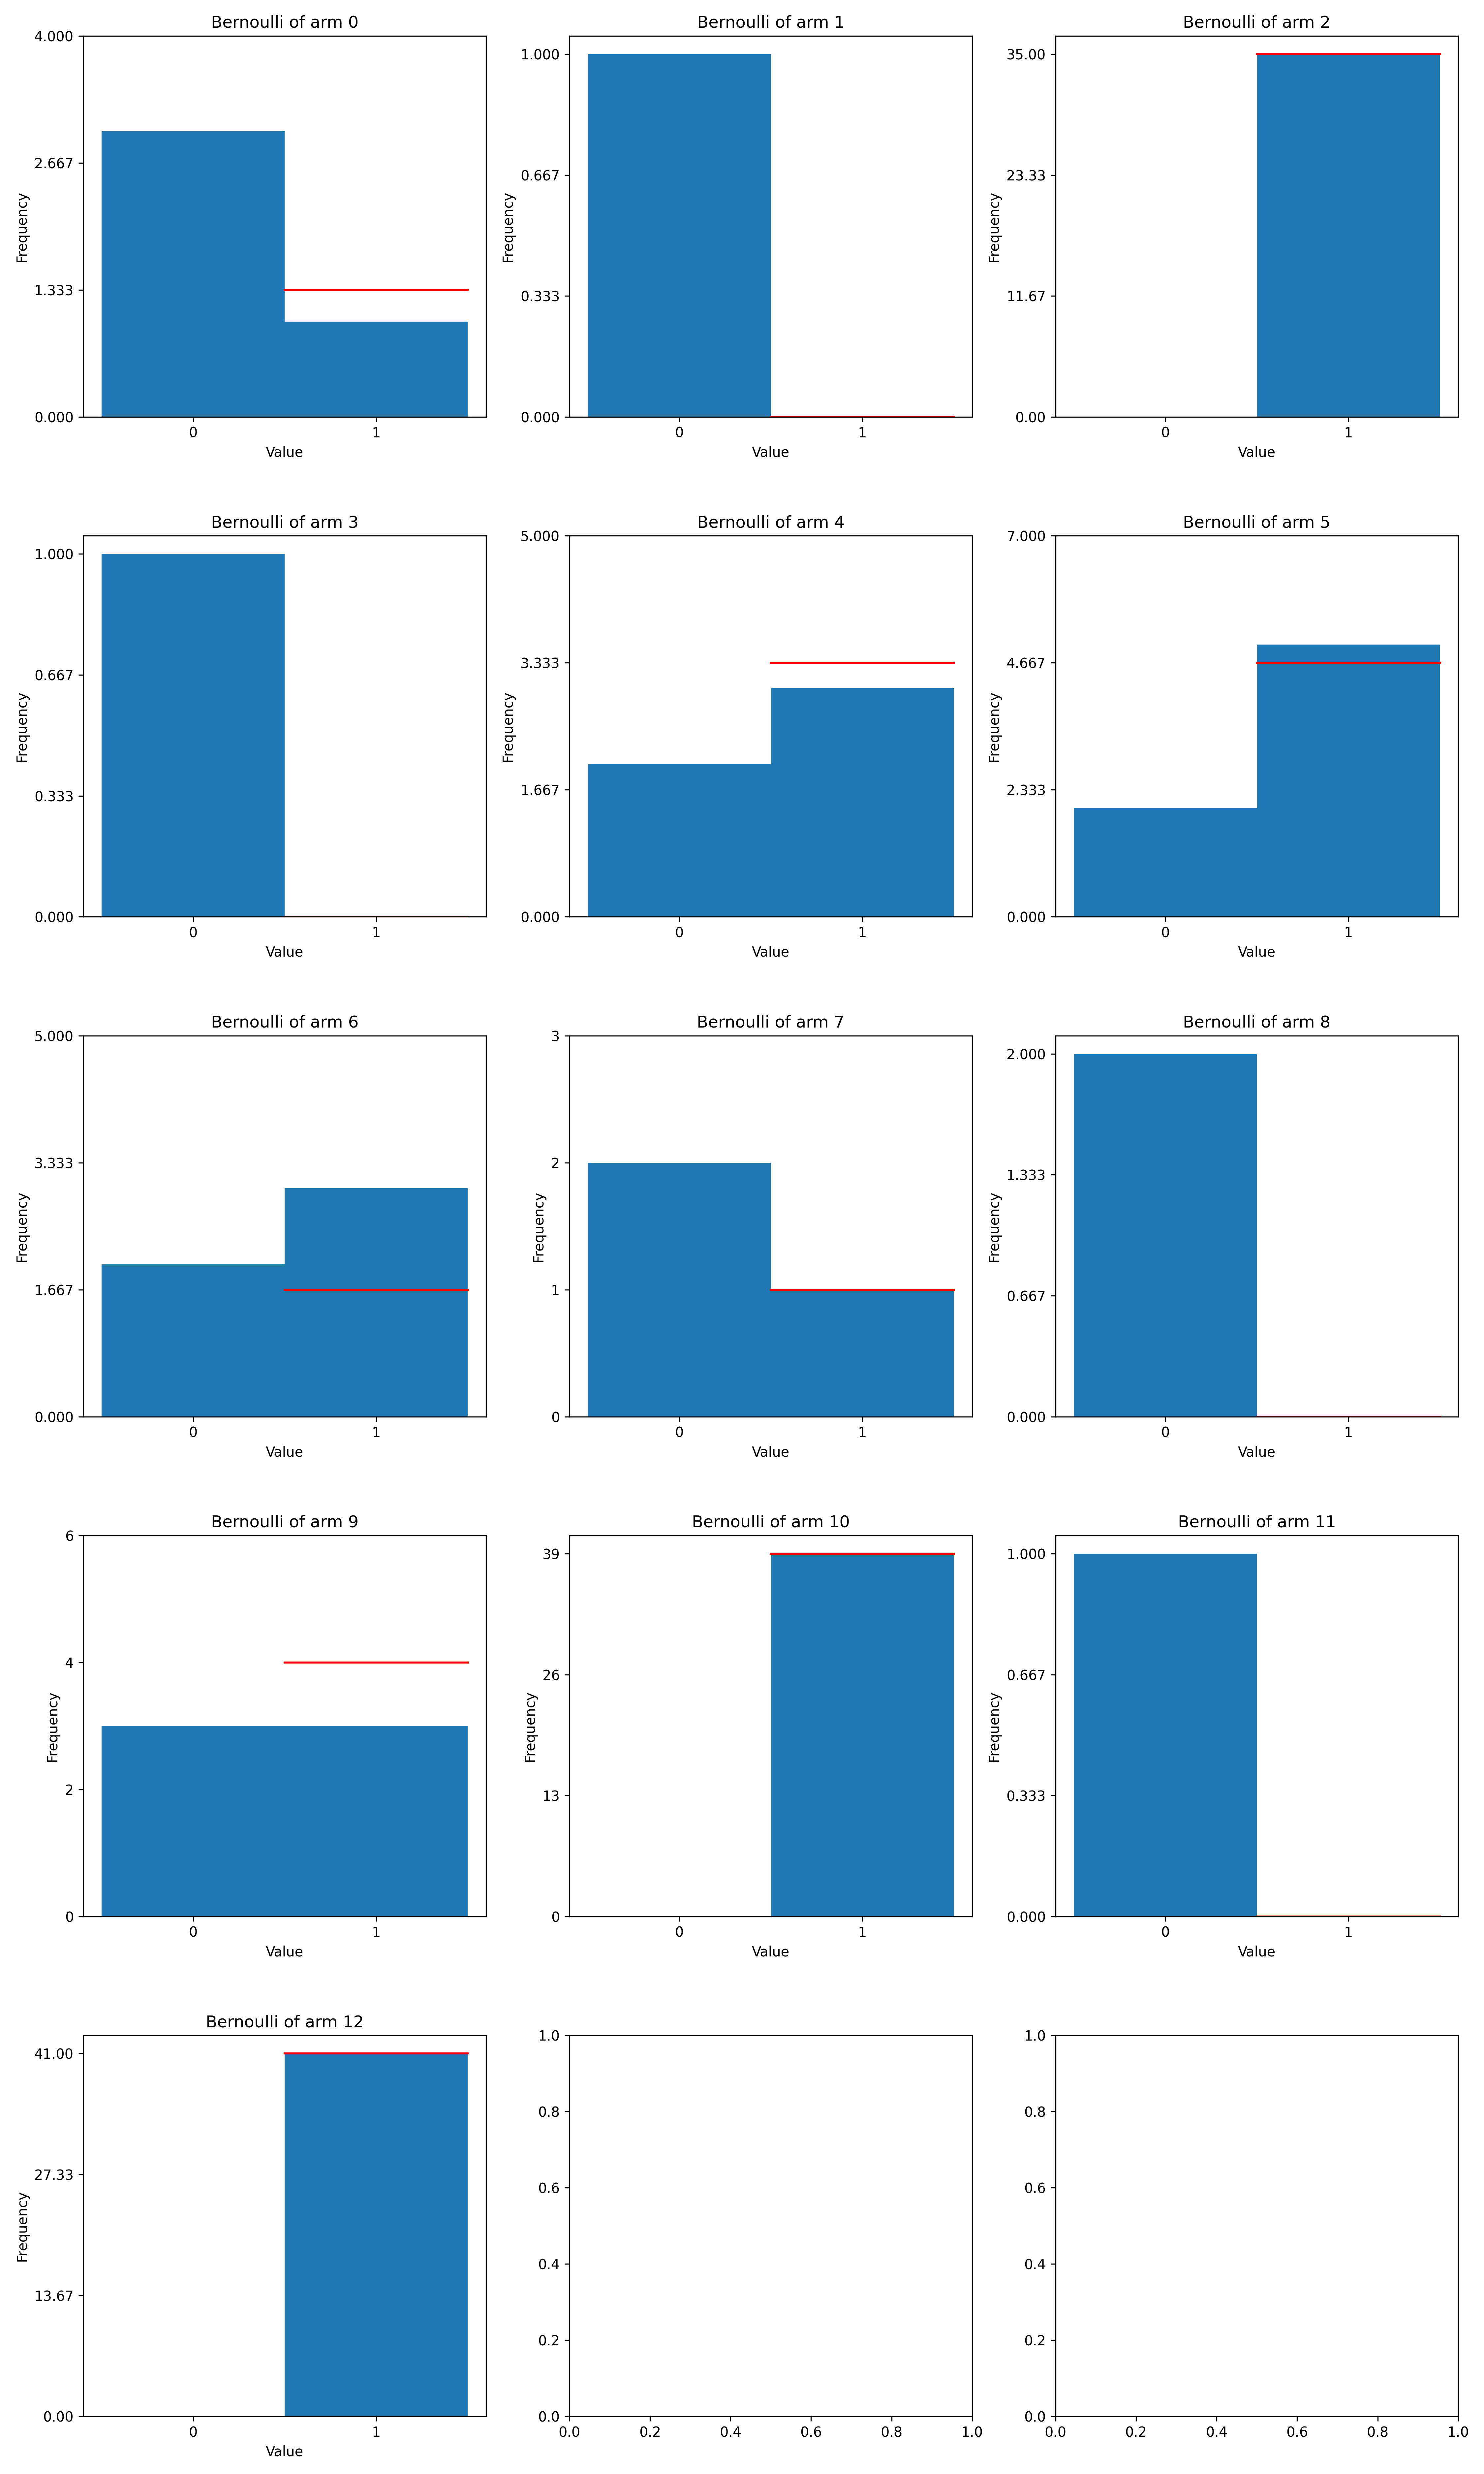 Bernoulli of arm 0
4.000
2.667
1.333
0.000
Frequency
0 1
Value
Bernoulli of arm 1
1.000
0.667
0.333
0.000
Frequency
0 1
Value
Bernoulli of arm 2
35.00
23.33
11.67
0.00
Frequency
0 1
Value
Bernoulli of arm 3
1.000
0.667
0.333
0.000
Frequency
0 1
Value
Bernoulli of arm 4
5.000
3.333
1.667
0.000
Frequency
0 1
Value
Bernoulli of arm 5
7.000
4.667
2.333
0.000
Frequency
0 1
Value
Bernoulli of arm 6
5.000
3.333
1.667
0.000
Frequency
0 1
Value
Bernoulli of arm 7
3
2
1
0
Frequency
0 1
Value
Bernoulli of arm 8
2.000
1.333
0.667
0.000
Frequency
0 1
Value
Bernoulli of arm 9
6
4
2
0
Frequency
0 1
Value
Bernoulli of arm 10
39
26
13
0
Frequency
0 1
Value
Bernoulli of arm 11
1.000
0.667
0.333
0.000
Frequency
0 1
Value
Bernoulli of arm 12
41.00
27.33
13.67
0.00
Frequency
0 1
Value
1.0
0.8
0.6
0.4
0.2
0.0
0.0 0.2 0.4 0.6 0.8 1.0
1.0
0.8
0.6
0.4
0.2
0.0
0.0 0.2 0.4 0.6 0.8 1.0